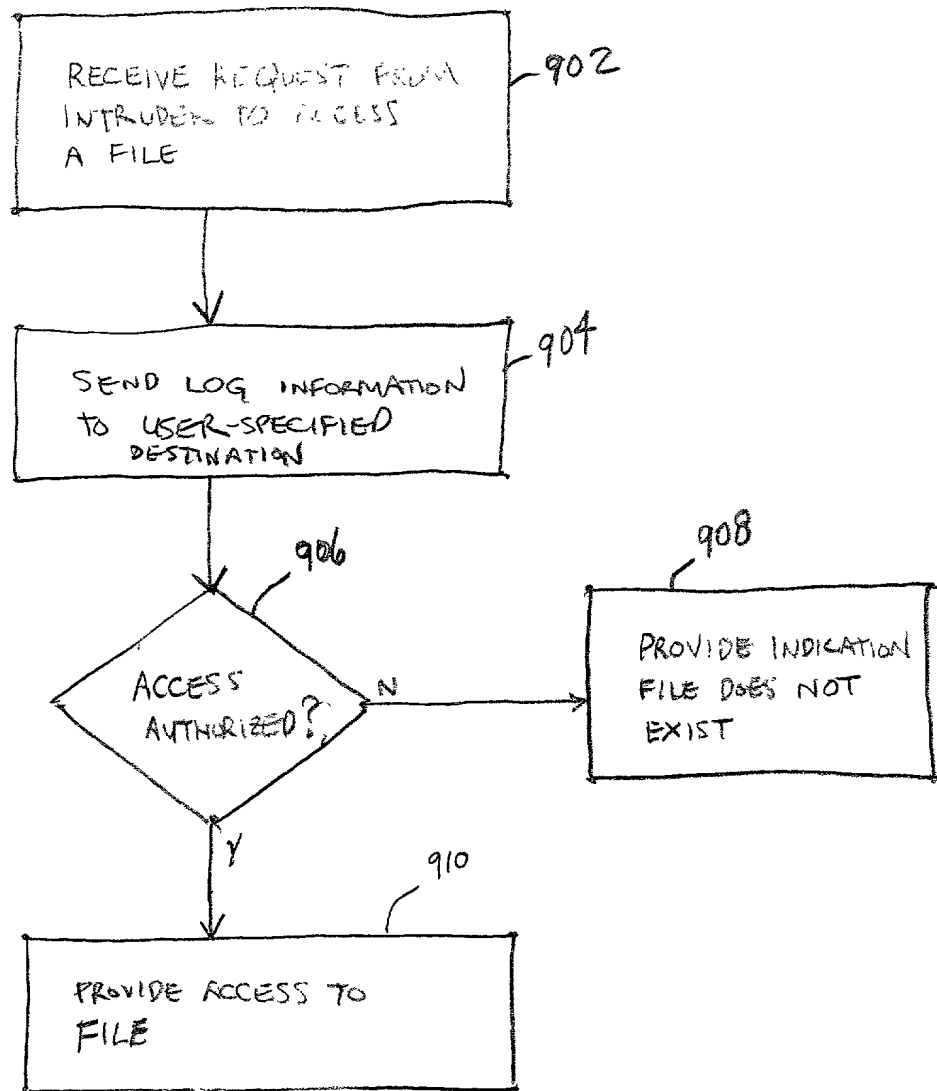 RECEIVE REQUEST FROM
INTRUDER TO ACCESS
A FILE
902
SEND LOG INFORMATION
TO USER-SPECIFIED
DESTINATION
904
906
ACCESS
AUTHORIZED?
N
Y
908
PROVIDE INDICATION
FILE DOES NOT
EXIST
910
PROVIDE ACCESS TO
FILE